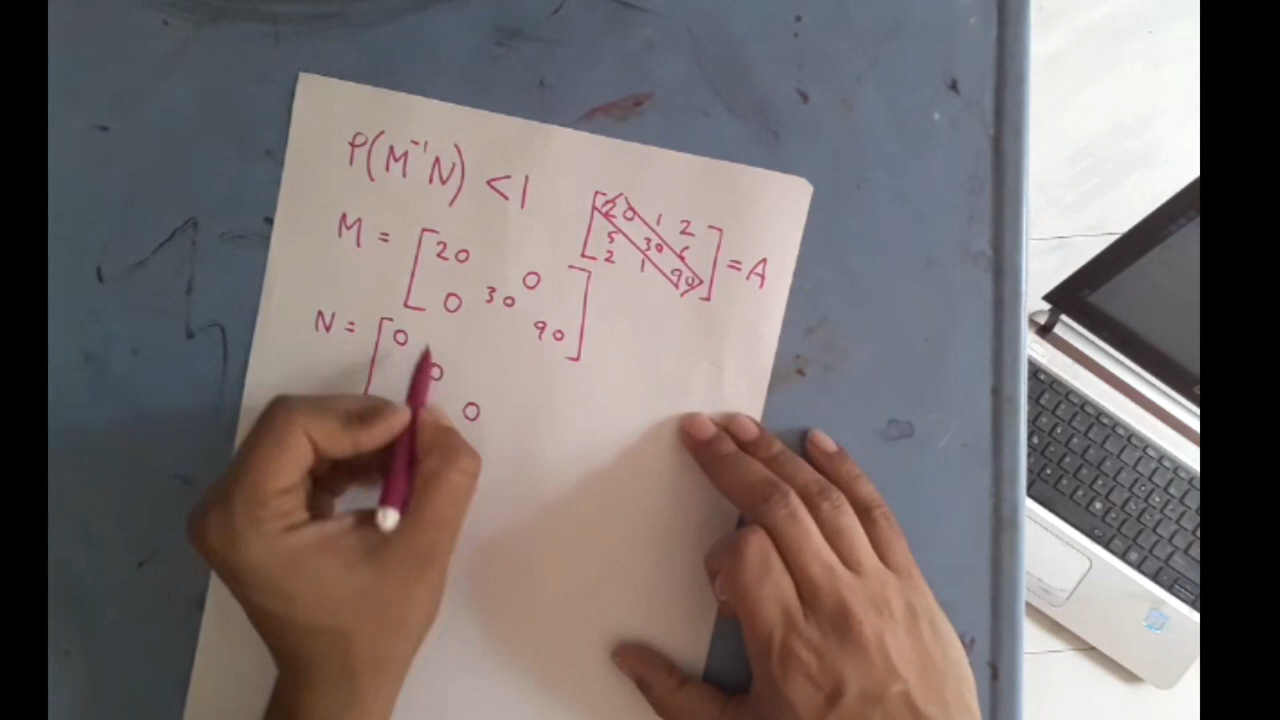 P(M⁻¹N) < 1
[20 1 2
5 30 6
2 1 90] = A
M = [20 0
0 30
90]
N = [0
0
0